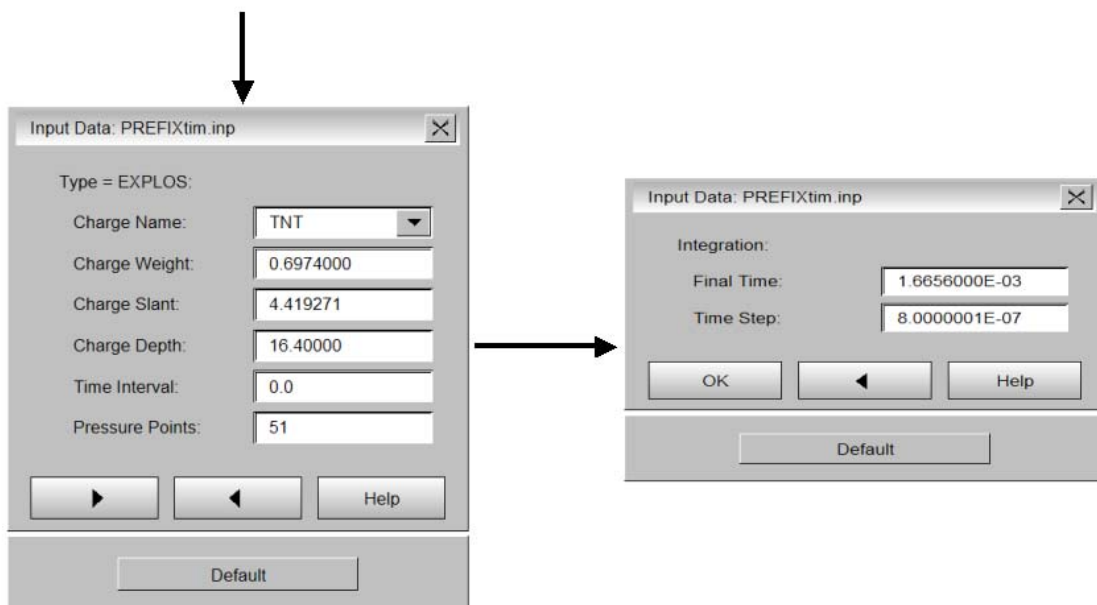 Input Data: PREFIXtim.inp
Type = EXPLOS:
Charge Name: TNT
Charge Weight: 0.6974000
Charge Slant: 4.419271
Charge Depth: 16.40000
Time Interval: 0.0
Pressure Points: 51
Help
Default
Input Data: PREFIXtim.inp
Integration:
Final Time: 1.6656000E-03
Time Step: 8.0000001E-07
OK Help
Default